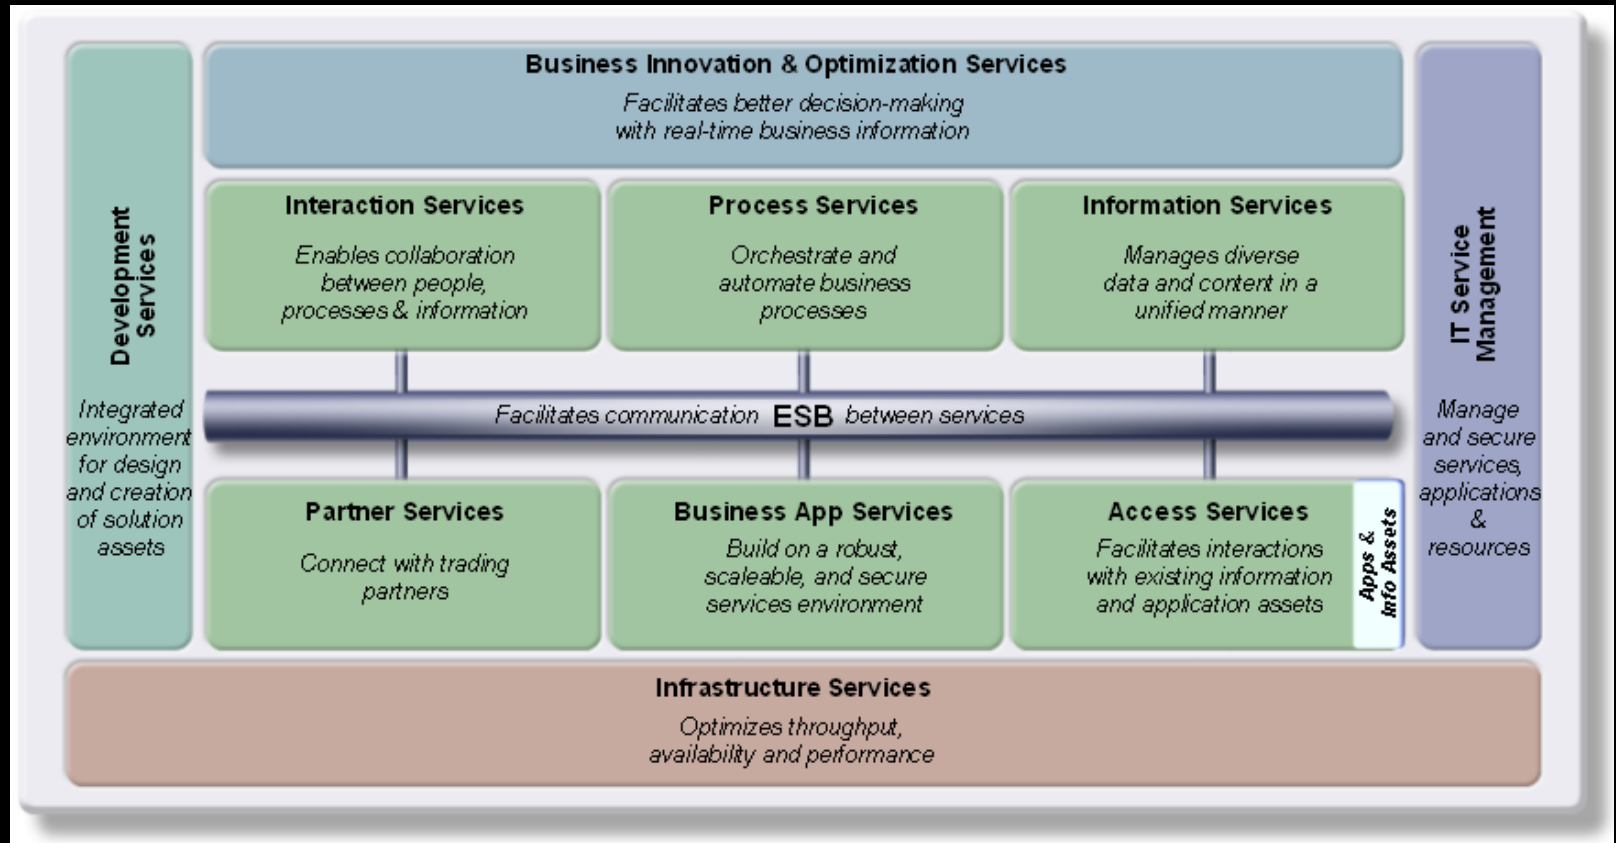 Business Innovation & Optimization Services
Facilitates better decision-making
with real-time business information
Development
Services
Integrated
environment
for design
and creation
of solution
assets
Interaction Services
Enables collaboration
between people,
processes & information
Process Services
Orchestrate and
automate business
processes
Information Services
Manages diverse
data and content in a
unified manner
IT Service
Management
Manage
and secure
services,
applications
&
resources
Facilitates communication ESB between services
Partner Services
Connect with trading
partners
Business App Services
Build on a robust,
scaleable, and secure
services environment
Access Services
Facilitates interactions
with existing information
and application assets
Apps &
Info Assets
Infrastructure Services
Optimizes throughput,
availability and performance